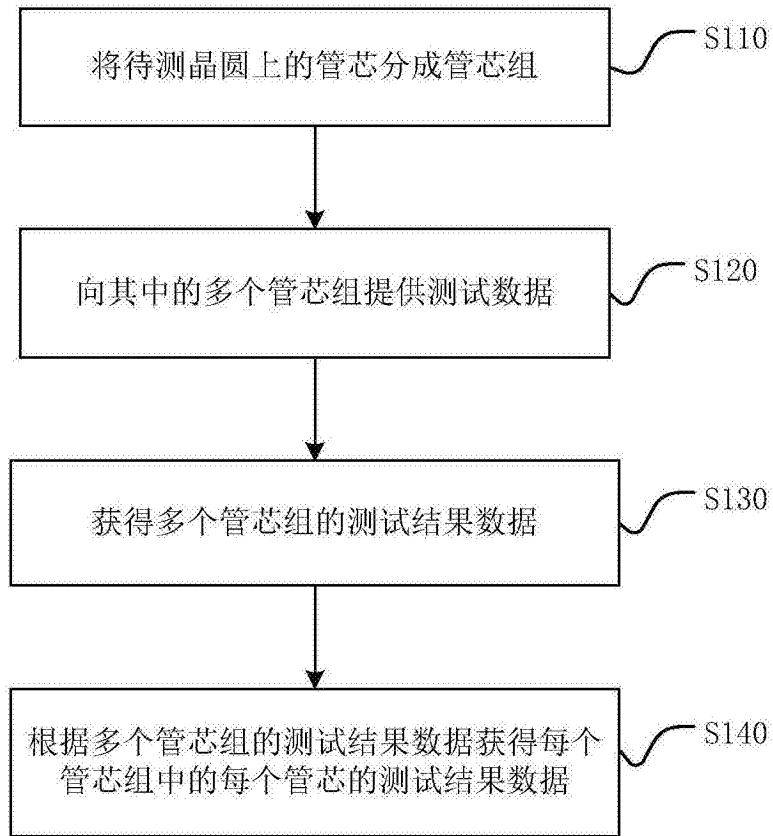 将待测晶圆上的管芯分成管芯组
S110
向其中的多个管芯组提供测试数据
S120
获得多个管芯组的测试结果数据
S130
根据多个管芯组的测试结果数据获得每个
管芯组中的每个管芯的测试结果数据
S140